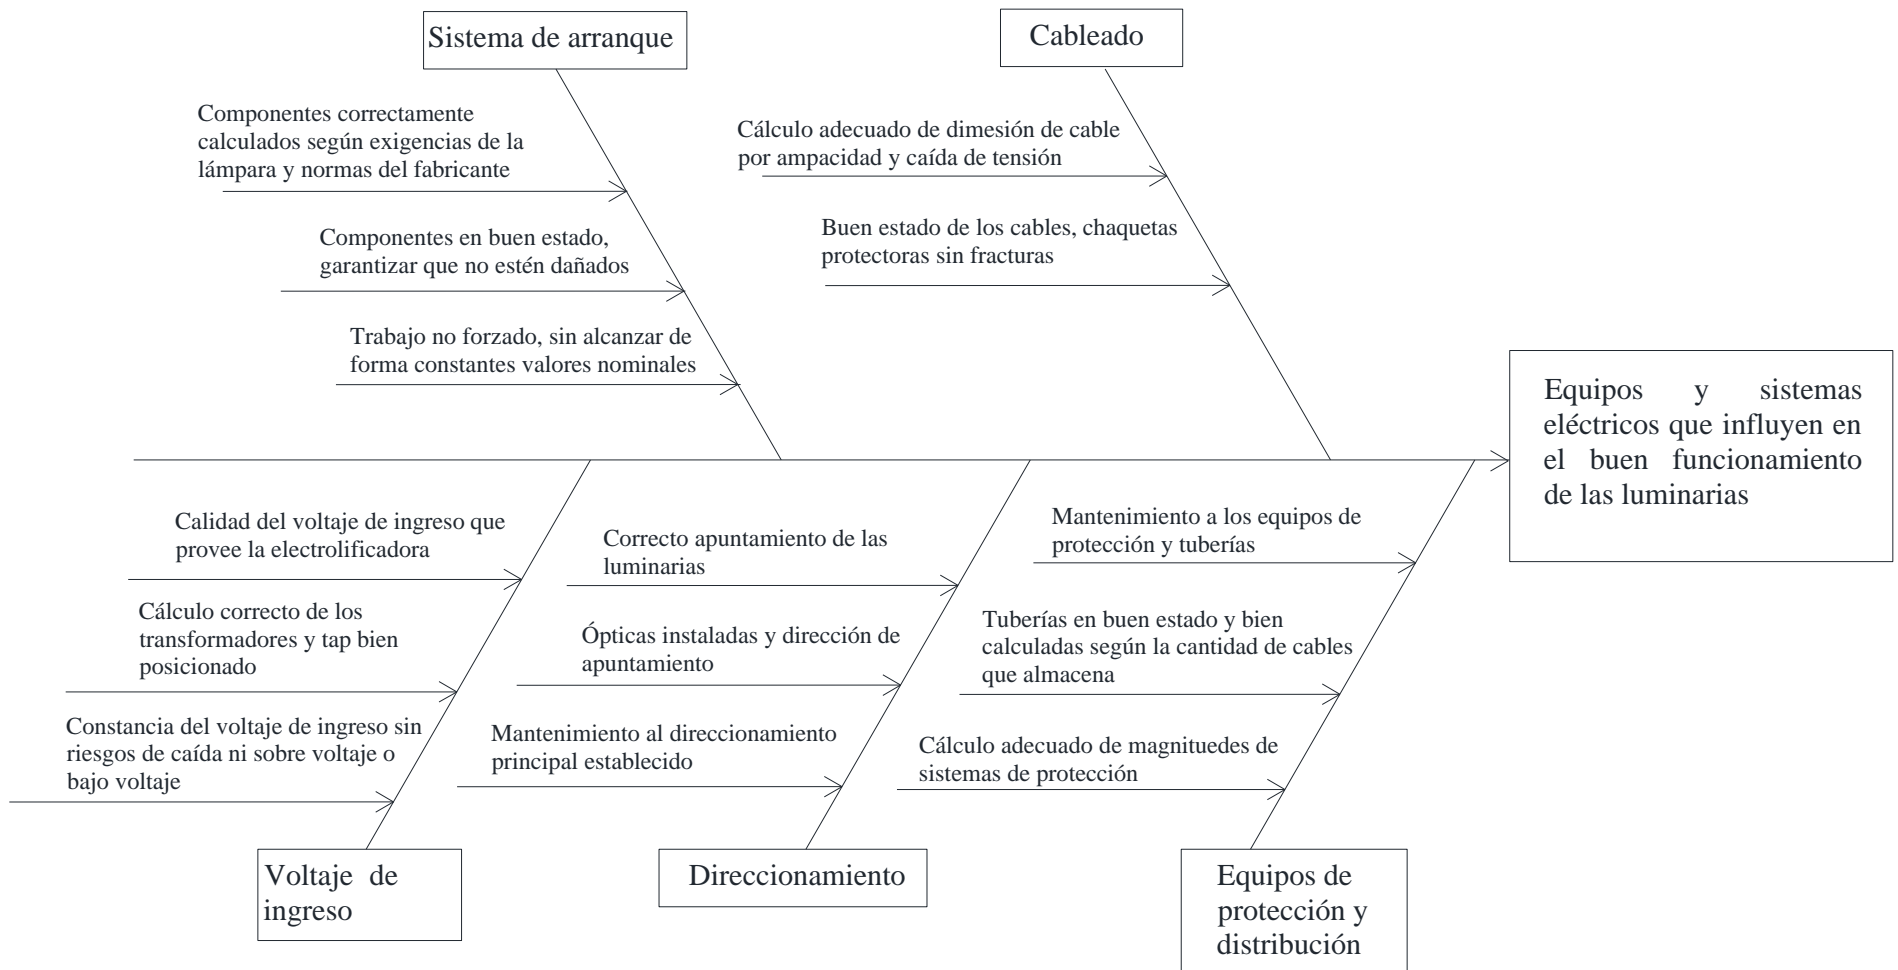 Sistema de arranque
Cableado
Componentes correctamente
calculados según exigencias de la
lámpara y normas del fabricante
Componentes en buen estado,
garantizar que no estén dañados
Trabajo no forzado, sin alcanzar de
forma constantes valores nominales
Cálculo adecuado de dimesión de cable
por ampacidad y caída de tensión
Buen estado de los cables, chaquetas
protectoras sin fracturas
Equipos y sistemas
eléctricos que influyen en
el buen funcionamiento
de las luminarias
Calidad del voltaje de ingreso que
provee la electrolificadora
Cálculo correcto de los
transformadores y tap bien
posicionado
Constancia del voltaje de ingreso sin
riesgos de caída ni sobre voltaje o
bajo voltaje
Correcto apuntamiento de las
luminarias
Ópticas instaladas y dirección de
apuntamiento
Mantenimiento al direccionamiento
principal establecido
Mantenimiento a los equipos de
protección y tuberías
Tuberías en buen estado y bien
calculadas según la cantidad de cables
que almacena
Cálculo adecuado de magnituedes de
sistemas de protección
Voltaje de
ingreso
Direccionamiento
Equipos de
protección y
distribución